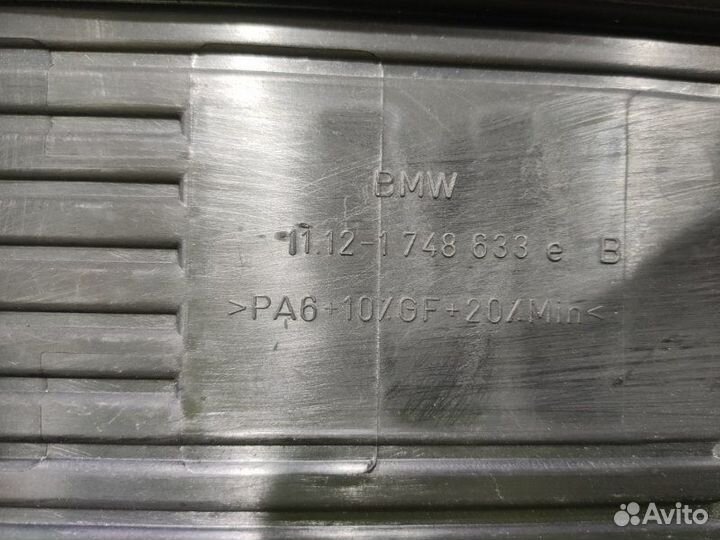 BMW
11.12-1 748 633 e B
>PA6+10%GF+20%Min<
Avito